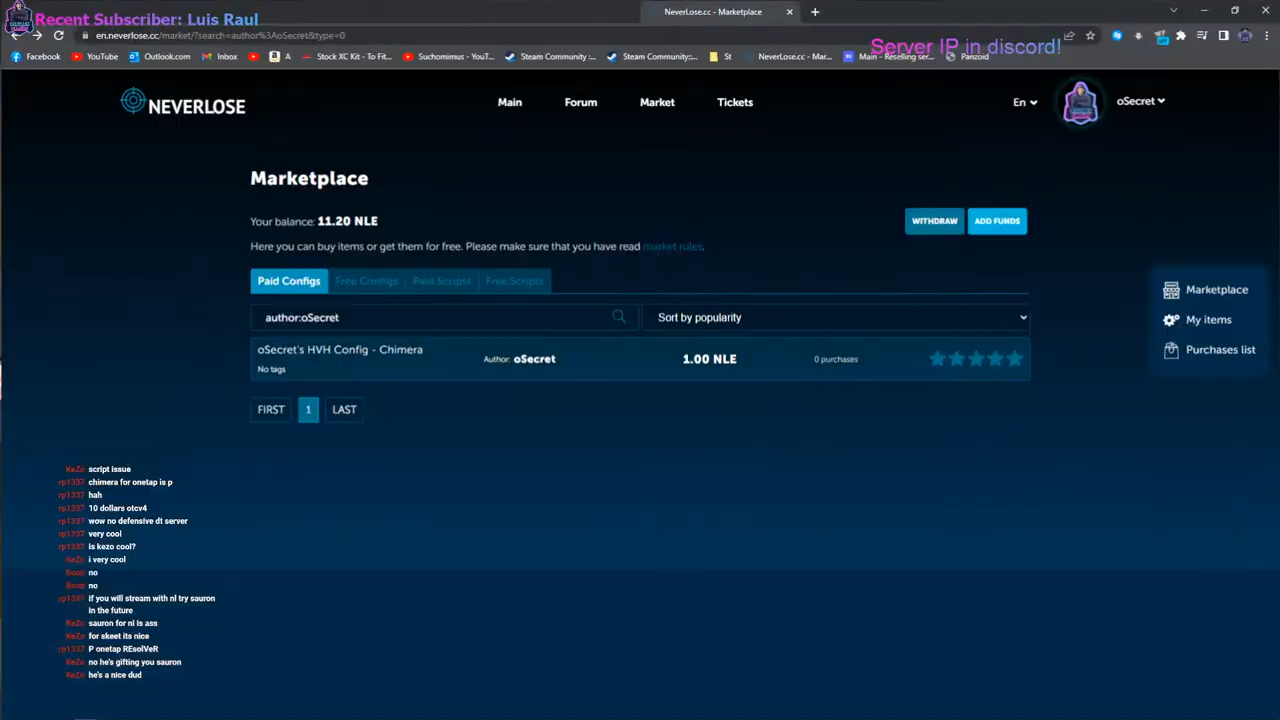 Recent Subscriber: Luis Raul
NeverLose.cc - Marketplace
en.neverlose.cc/market/?search=author%3AoSecret&type=0
Server IP in discord!
Facebook
YouTube
Outlook.com
Inbox
A
Stock XC Kit - To Fit...
Suchomimus - YouT...
Steam Community :...
Steam Community::...
St
NeverLose.cc - Mar...
Main - Reselling ser...
Panzoid
NEVERLOSE
Main
Forum
Market
Tickets
En
oSecret
Marketplace
Your balance: 11.20 NLE
WITHDRAW
ADD FUNDS
Here you can buy items or get them for free. Please make sure that you have read market rules.
Paid Configs
Free Configs
Paid Scripts
Free Scripts
Marketplace
My items
Purchases list
author:oSecret
Sort by popularity
oSecret's HVH Config - Chimera
No tags
Author: oSecret
1.00 NLE
0 purchases
FIRST
1
LAST
KeZo script issue
rp1337 chimera for onetap is p
rp1337 hah
rp1337 10 dollars otcv4
rp1337 wow no defensive dt server
rp1337 very cool
rp1337 is kezo cool?
KeZo i very cool
no
no
rp1337 if you will stream with nl try sauron
in the future
KeZo sauron for nl is ass
KeZo for skeet its nice
rp1337 P onetap REsolVeR
KeZo no he's gifting you sauron
KeZo he's a nice dud